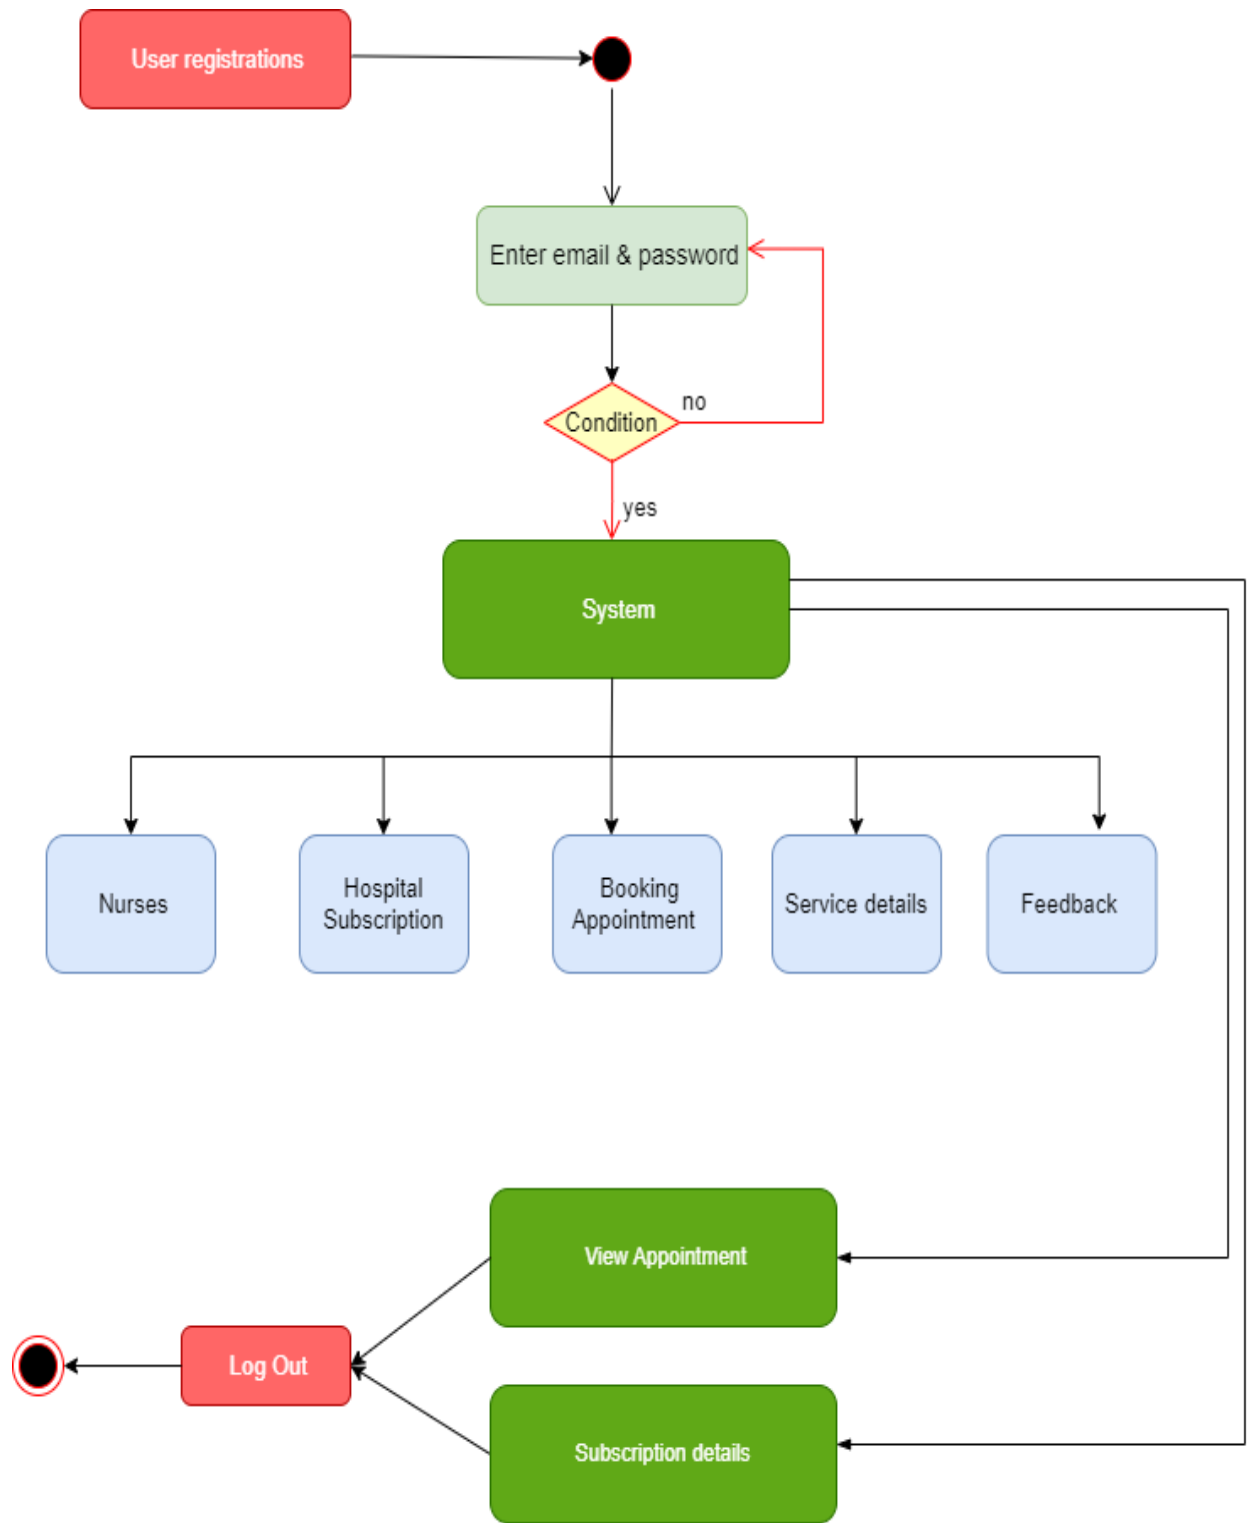 User registrations
Enter email & password
Condition
no
yes
System
Nurses
Hospital
Subscription
Booking
Appointment
Service details
Feedback
View Appointment
Log Out
Subscription details